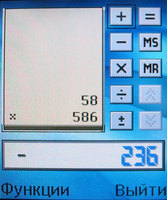 + =
- MS
× MR
÷
±
58
× 586
- 236
Функции Выйти